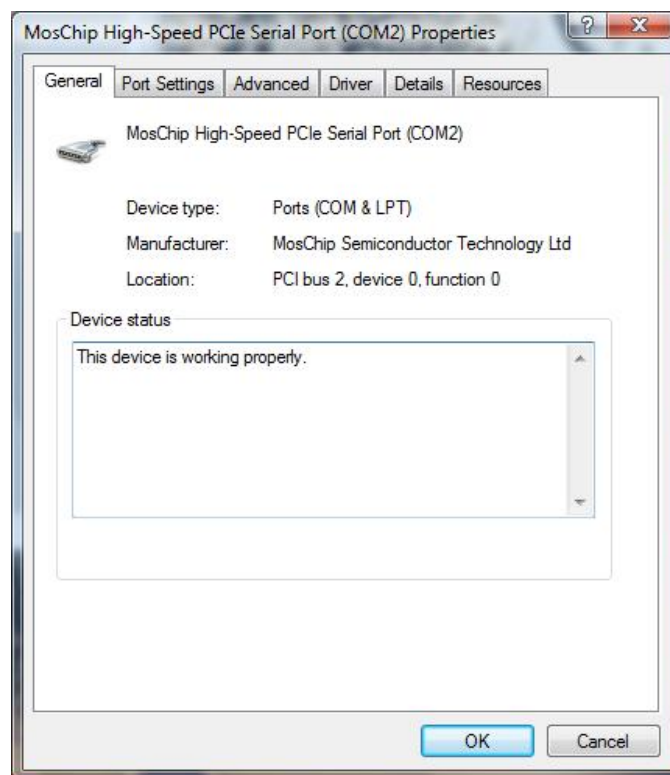 MosChip High-Speed PCIe Serial Port (COM2) Properties
General Port Settings Advanced Driver Details Resources
MosChip High-Speed PCIe Serial Port (COM2)
Device type: Ports (COM & LPT)
Manufacturer: MosChip Semiconductor Technology Ltd
Location: PCI bus 2, device 0, function 0
Device status
This device is working properly.
OK Cancel